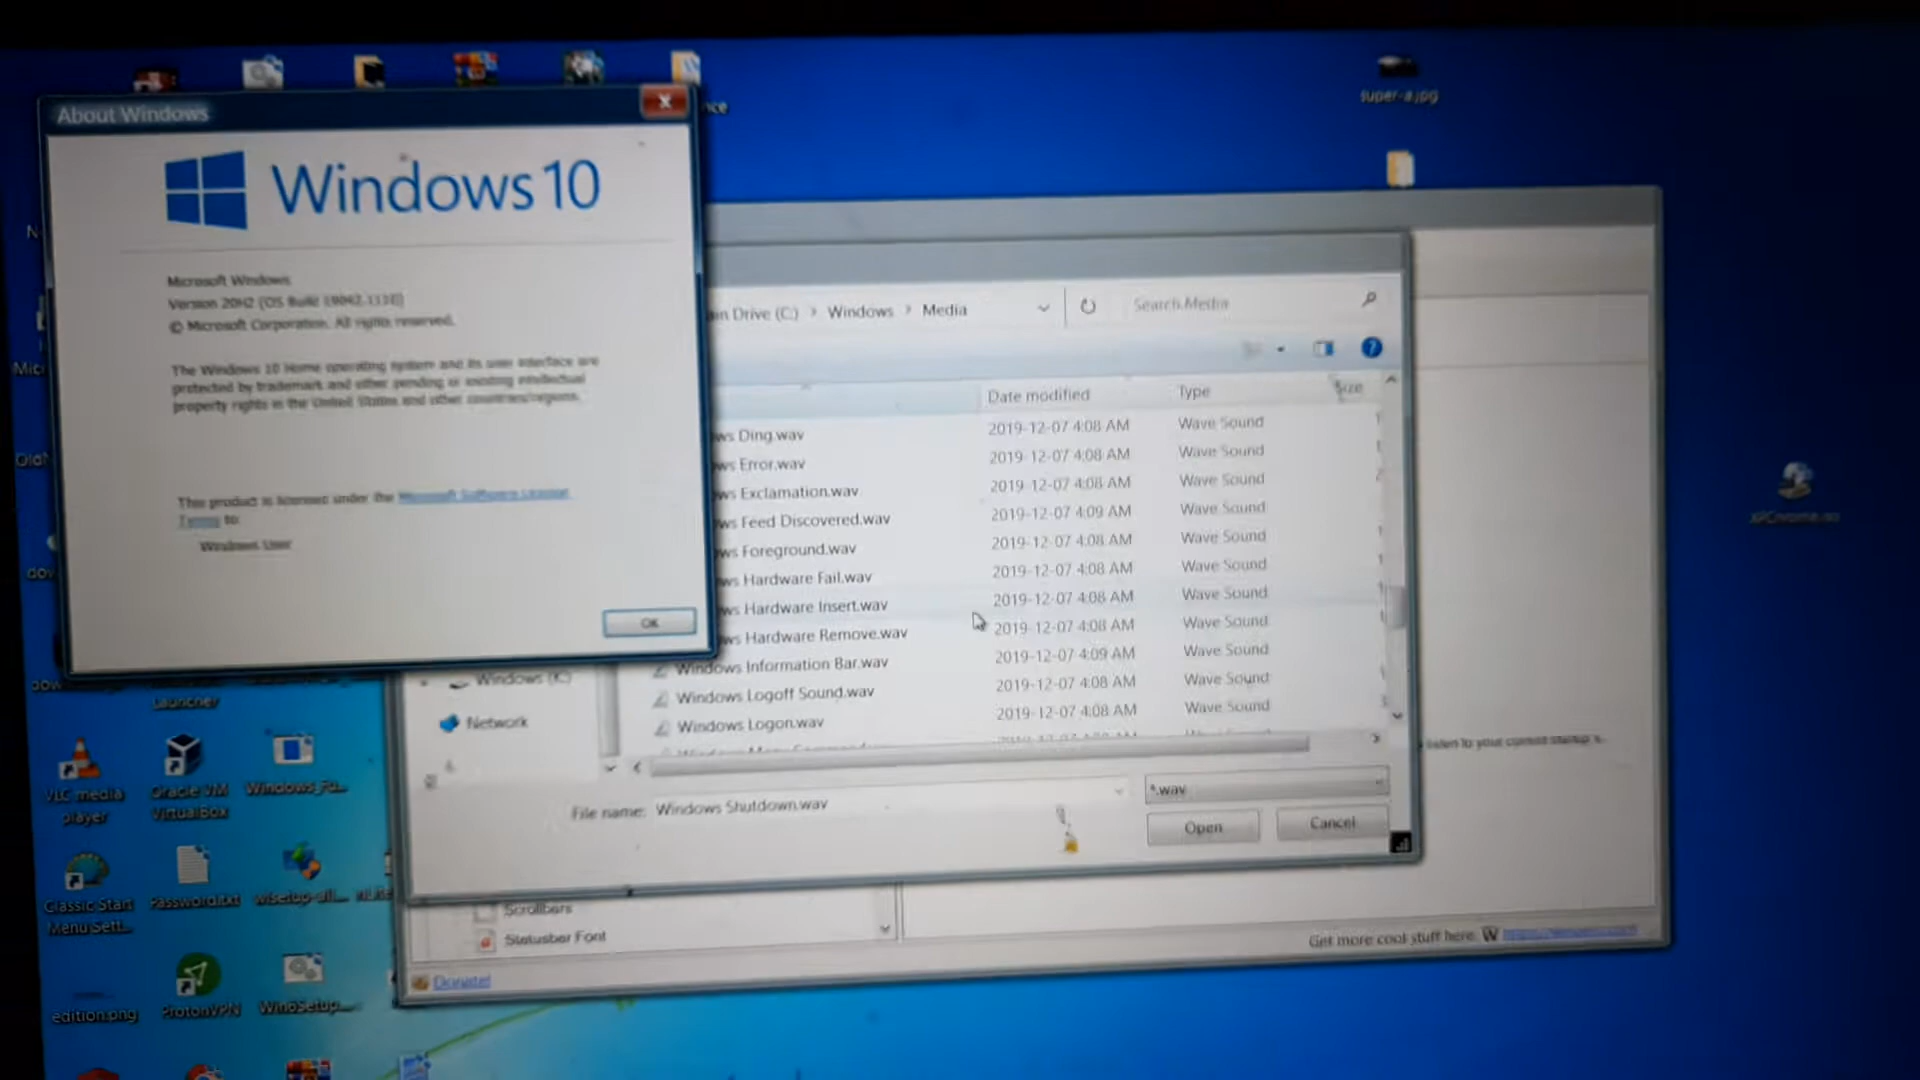 About Windows
Windows 10
Microsoft Windows
Version 20H2 (OS Build 19042.1110)
© Microsoft Corporation. All rights reserved.
The Windows 10 Home operating system and its user interface are
protected by trademark and other pending or existing intellectual
property rights in the United States and other countries/regions.
This product is licensed under the Microsoft Software License
Terms to:
Windows User
OK
super-a.jpg
in Drive (C:) > Windows > Media
Search Media
Date modified Type Size
ws Ding.wav 2019-12-07 4:08 AM Wave Sound
ws Error.wav 2019-12-07 4:08 AM Wave Sound
ws Exclamation.wav 2019-12-07 4:08 AM Wave Sound
ws Feed Discovered.wav 2019-12-07 4:09 AM Wave Sound
ws Foreground.wav 2019-12-07 4:08 AM Wave Sound
ws Hardware Fail.wav 2019-12-07 4:08 AM Wave Sound
ws Hardware Insert.wav 2019-12-07 4:08 AM Wave Sound
ws Hardware Remove.wav 2019-12-07 4:08 AM Wave Sound
Windows Information Bar.wav 2019-12-07 4:09 AM Wave Sound
Windows Logoff Sound.wav 2019-12-07 4:08 AM Wave Sound
Windows Logon.wav 2019-12-07 4:08 AM Wave Sound
Windows (K:)
Network
File name: Windows Shutdown.wav
*.wav
Open
Cancel
listen to your current startup s..
Scrollbars
Statusbar Font
Donate!
Get more cool stuff here
Launcher
VLC media
player
Oracle VM
VirtualBox
Classic Start
Menu Sett...
Password.txt
edition.png
ProtonVPN
Win6Setup...